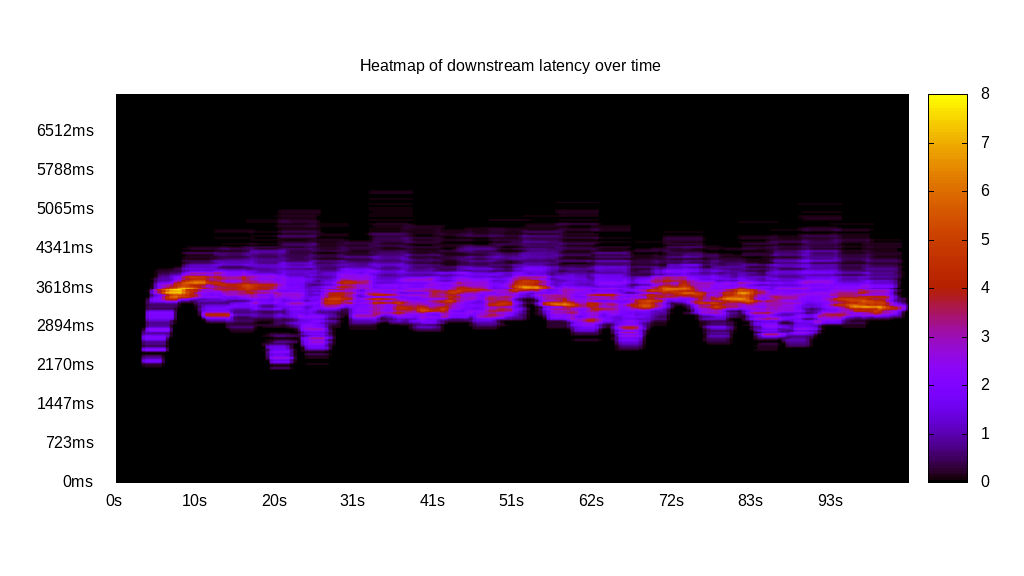 Heatmap of downstream latency over time
6512ms
5788ms
5065ms
4341ms
3618ms
2894ms
2170ms
1447ms
723ms
0ms
0s 10s 20s 31s 41s 51s 62s 72s 83s 93s
8
7
6
5
4
3
2
1
0